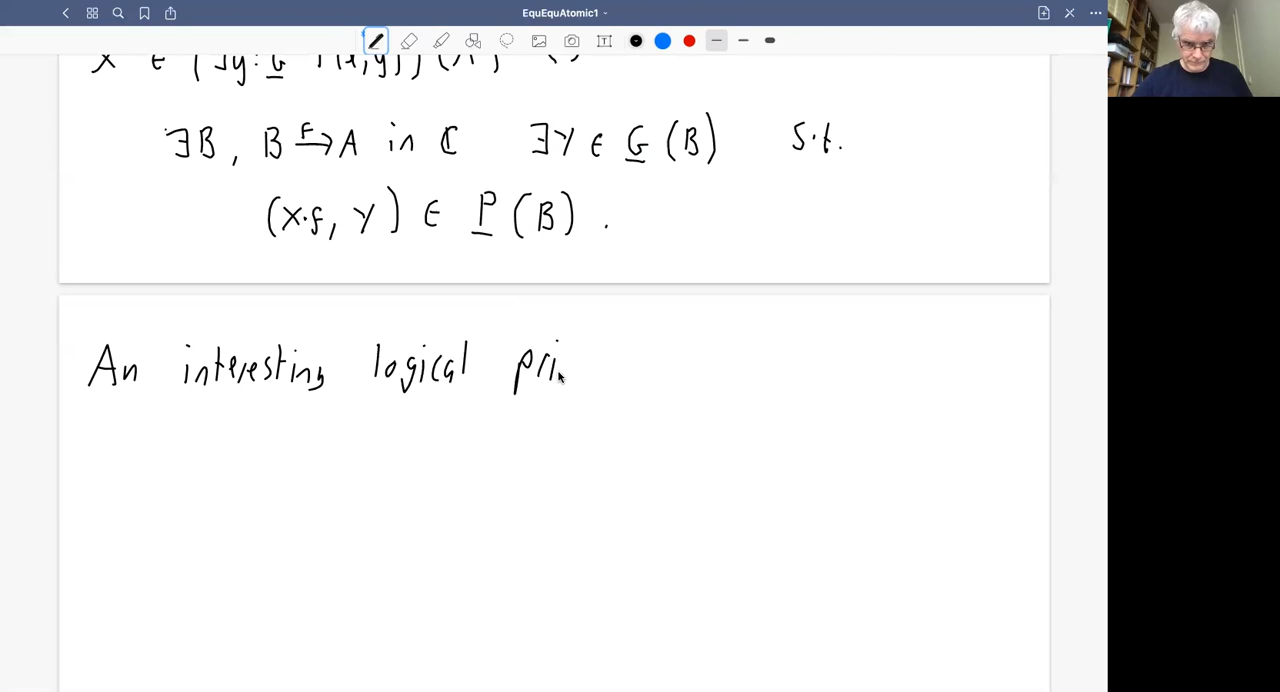 EquEquAtomic1
X ∈ (∃y:G P(x,y)) (A)
∃B, B —f→ A in ℂ ∃Y ∈ G (B) s.t.
(X·f, Y) ∈ P (B) .
An interesting logical pri